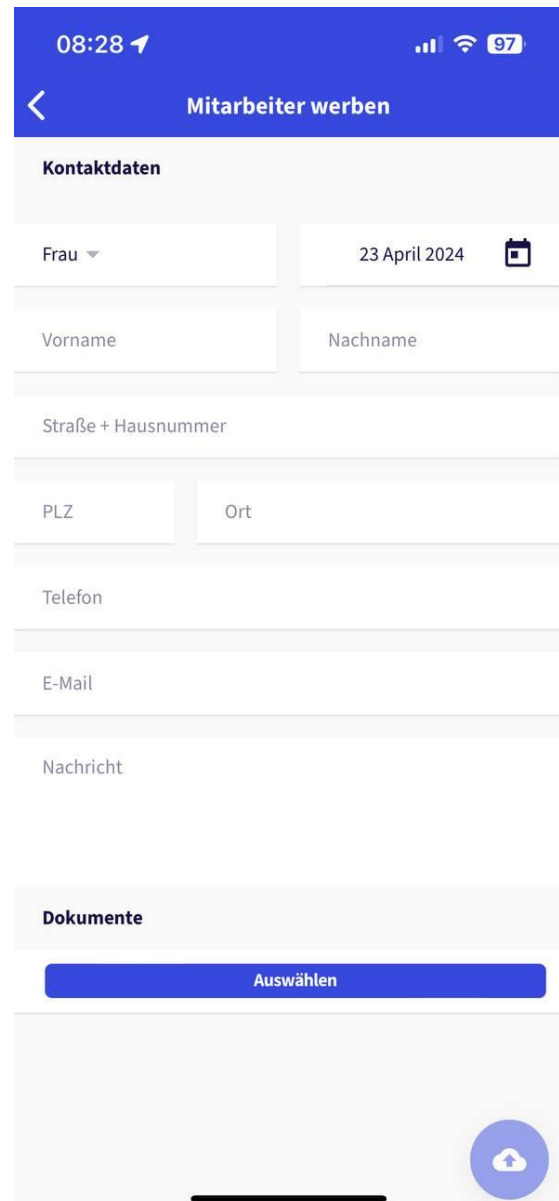 08:28
97
Mitarbeiter werben
Kontaktdaten
Frau 23 April 2024
Vorname Nachname
Straße + Hausnummer
PLZ Ort
Telefon
E-Mail
Nachricht
Dokumente
Auswählen